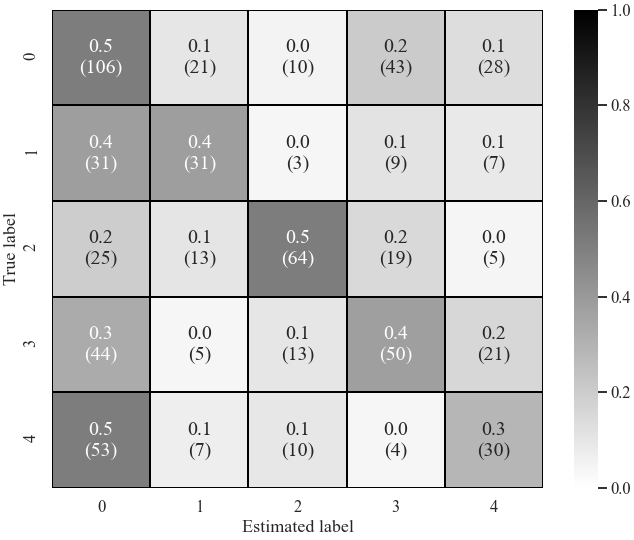 0.5 0.1 0.0 0.2 0.1
(106) (21) (10) (43) (28)
0.4 0.4 0.0 0.1 0.1
(31) (31) (3) (9) (7)
0.2 0.1 0.5 0.2 0.0
(25) (13) (64) (19) (5)
0.3 0.0 0.1 0.4 0.2
(44) (5) (13) (50) (21)
0.5 0.1 0.1 0.0 0.3
(53) (7) (10) (4) (30)
0
1
2
3
4
True label
0 1 2 3 4
Estimated label
1.0
0.8
0.6
0.4
0.2
0.0